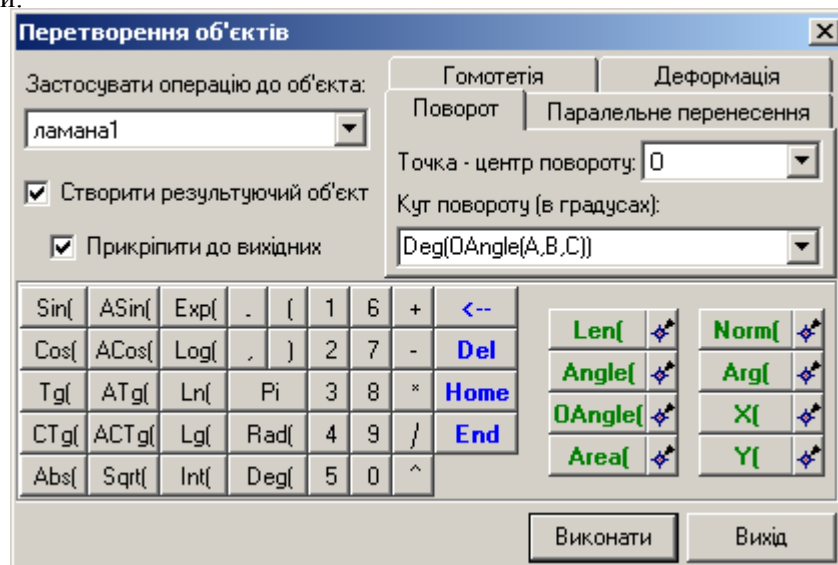 и.
Перетворення об'єктів
Застосувати операцію до об'єкта:
ламана1
Створити результуючий об'єкт
Прикріпити до вихідних
Гомотетія Деформація
Поворот Паралельне перенесення
Точка - центр повороту: O
Кут повороту (в градусах):
Deg(OAngle(A,B,C))
Sin( ASin( Exp( . ( 1 6 + <--
Cos( ACos( Log( , ) 2 7 - Del
Tg( ATg( Ln( Pi 3 8 * Home
CTg( ACTg( Lg( Rad( 4 9 / End
Abs( Sqrt( Int( Deg( 5 0 ^
Len( Norm(
Angle( Arg(
OAngle( X(
Area( Y(
Виконати Вихід